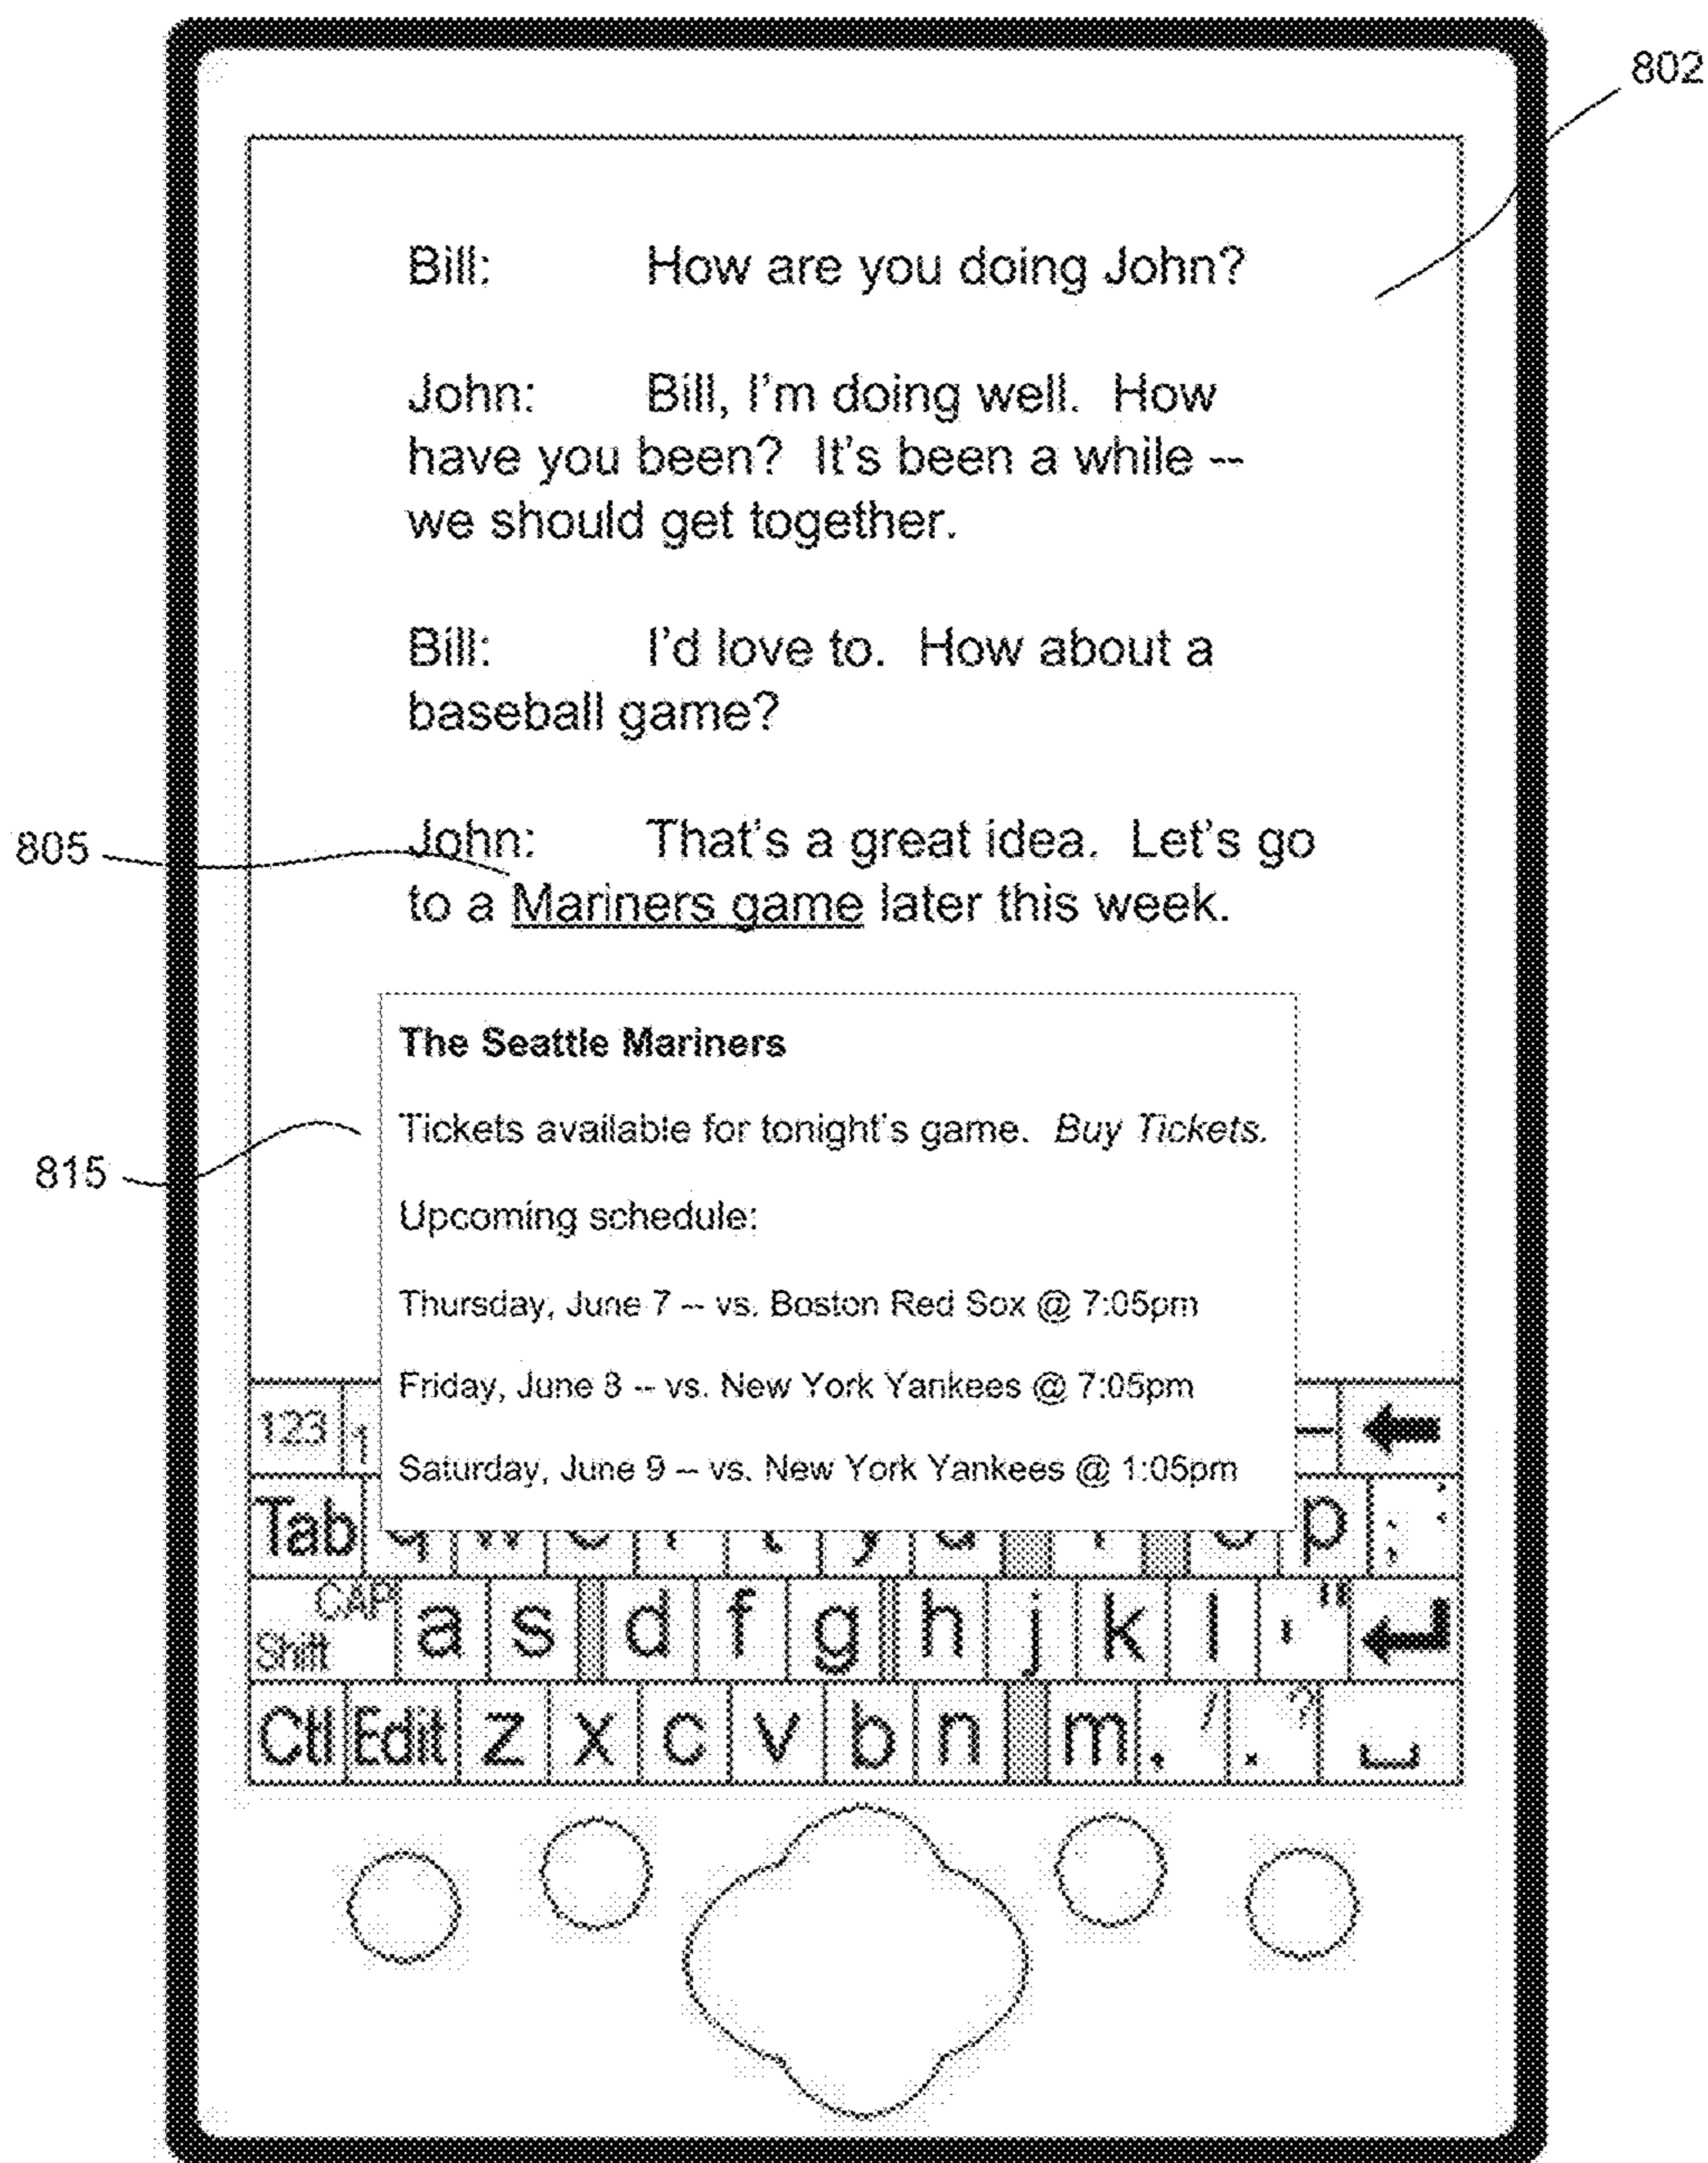 802
Bill: How are you doing John?
John: Bill, I'm doing well. How
have you been? It's been a while --
we should get together.
Bill: I'd love to. How about a
baseball game?
805
John: That's a great idea. Let's go
to a Mariners game later this week.
The Seattle Mariners
815
Tickets available for tonight's game. Buy Tickets.
Upcoming schedule:
Thursday, June 7 -- vs. Boston Red Sox @ 7:05pm
Friday, June 8 -- vs. New York Yankees @ 7:05pm
123 1
Saturday, June 9 -- vs. New York Yankees @ 1:05pm
Tab q w e r t y u i o p ; :
CAP
Shift a s d f g h j k l ' "
Ctl Edit z x c v b n m , / . ?